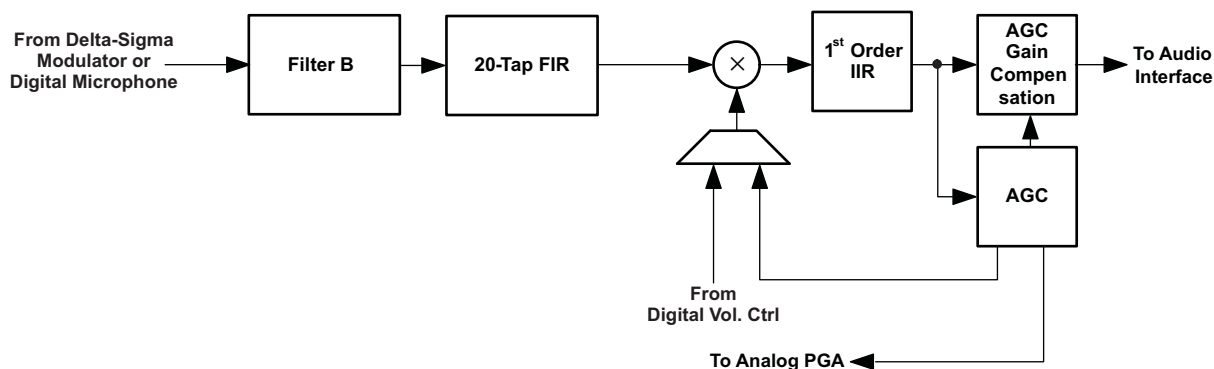 From Delta-Sigma
Modulator or
Digital Microphone
Filter B
20-Tap FIR
×
1st Order
IIR
AGC
Gain
Compen
sation
To Audio
Interface
AGC
From
Digital Vol. Ctrl
To Analog PGA